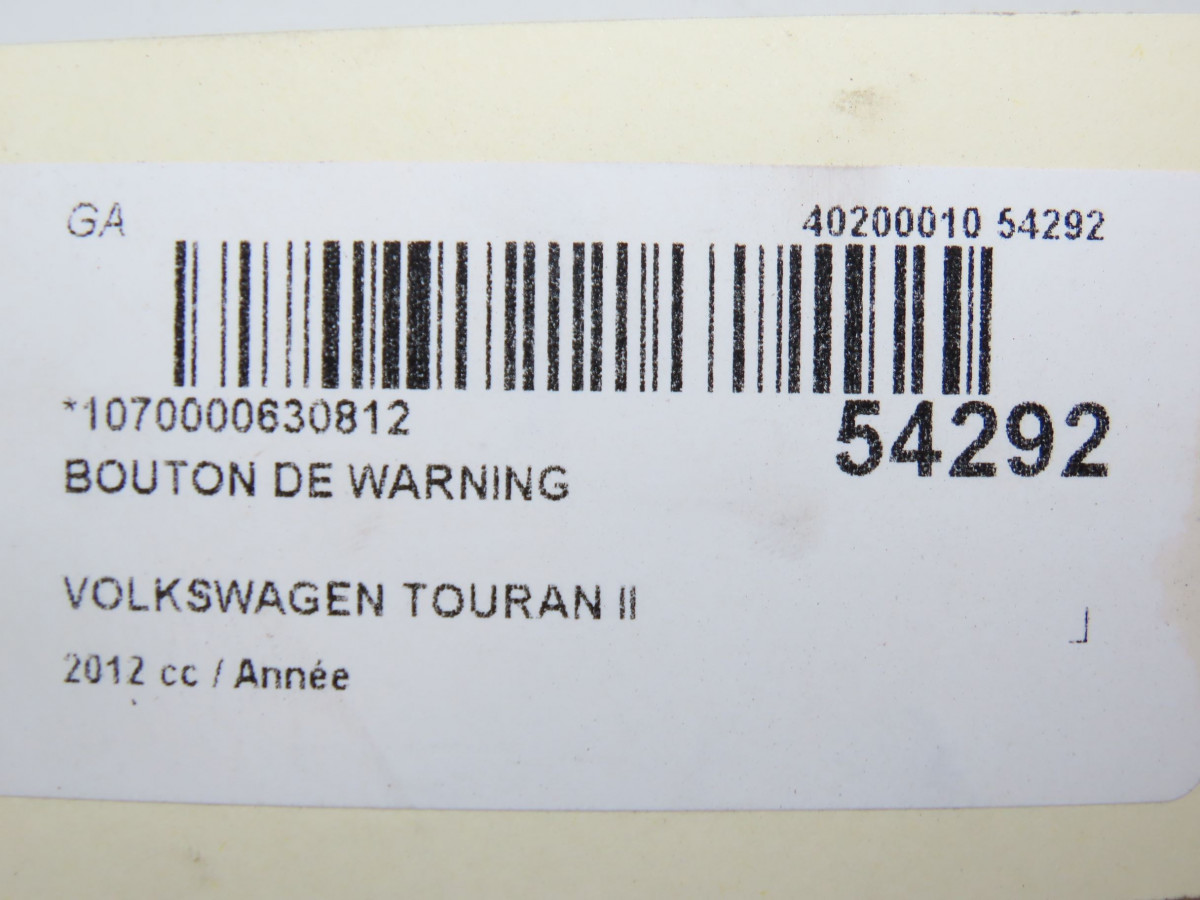 GA
40200010 54292
*1070000630812
54292
BOUTON DE WARNING
VOLKSWAGEN TOURAN II
2012 cc / Année